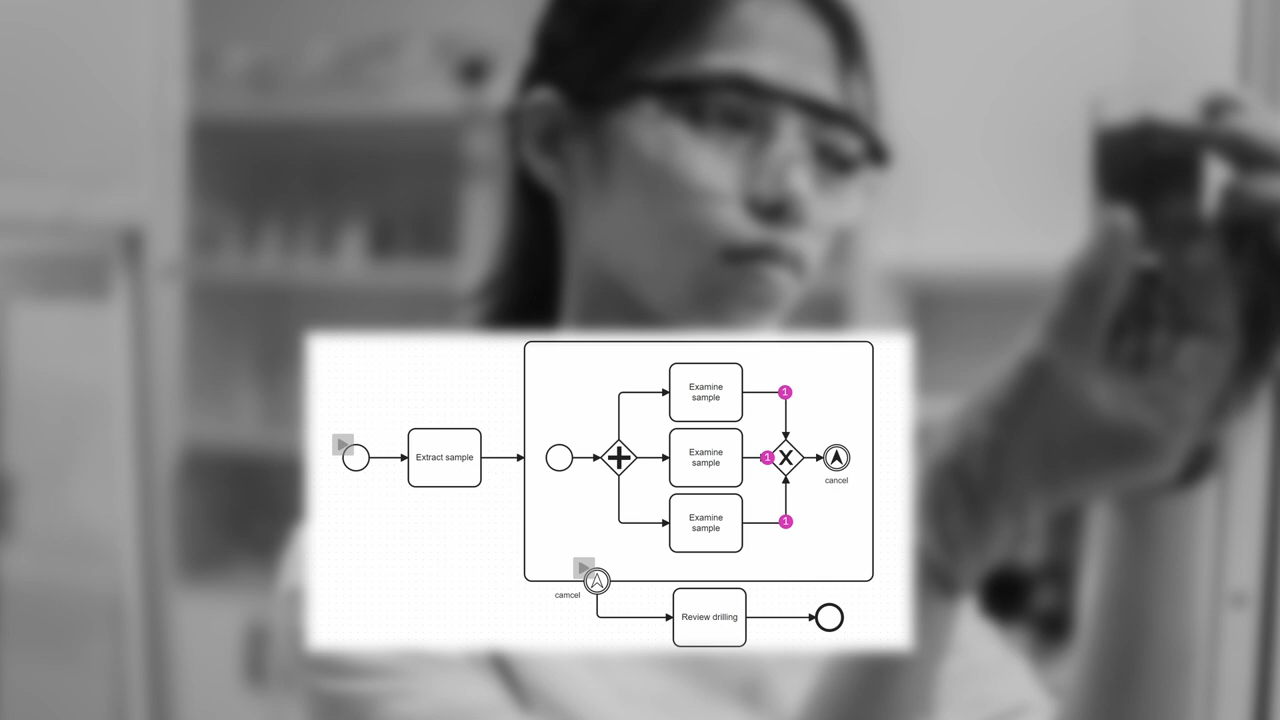 Extract sample
Examine
sample
1
Examine
sample
1
X
cancel
Examine
sample
1
camcel
Review drilling